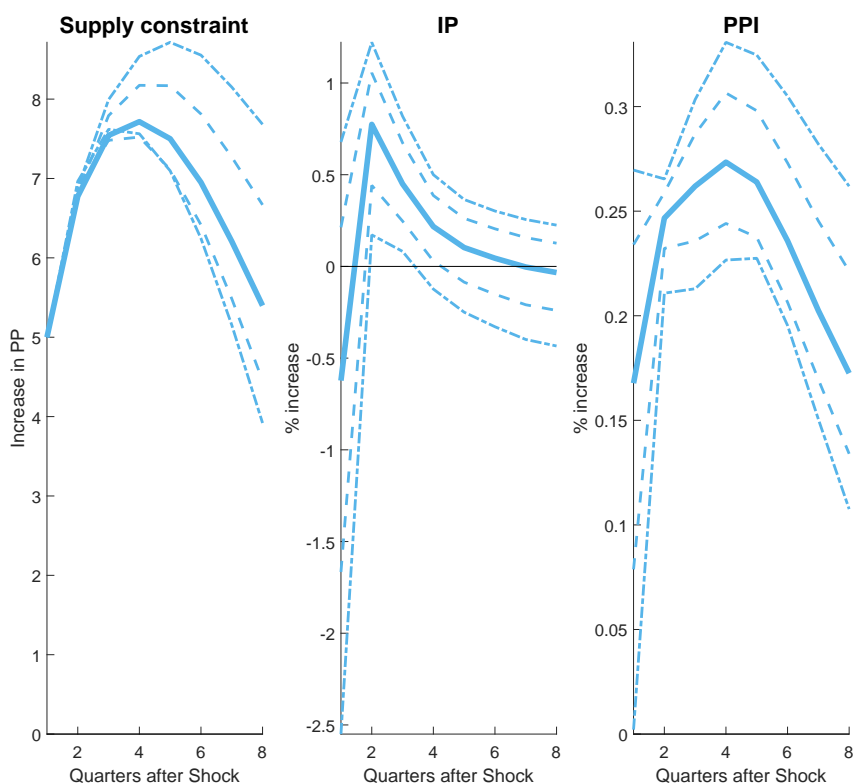 Supply constraint
Increase in PP
8
7
6
5
4
3
2
1
0
2 4 6 8
Quarters after Shock
IP
% increase
1
0.5
0
-0.5
-1
-1.5
-2
-2.5
2 4 6 8
Quarters after Shock
PPI
% increase
0.3
0.25
0.2
0.15
0.1
0.05
0
2 4 6 8
Quarters after Shock